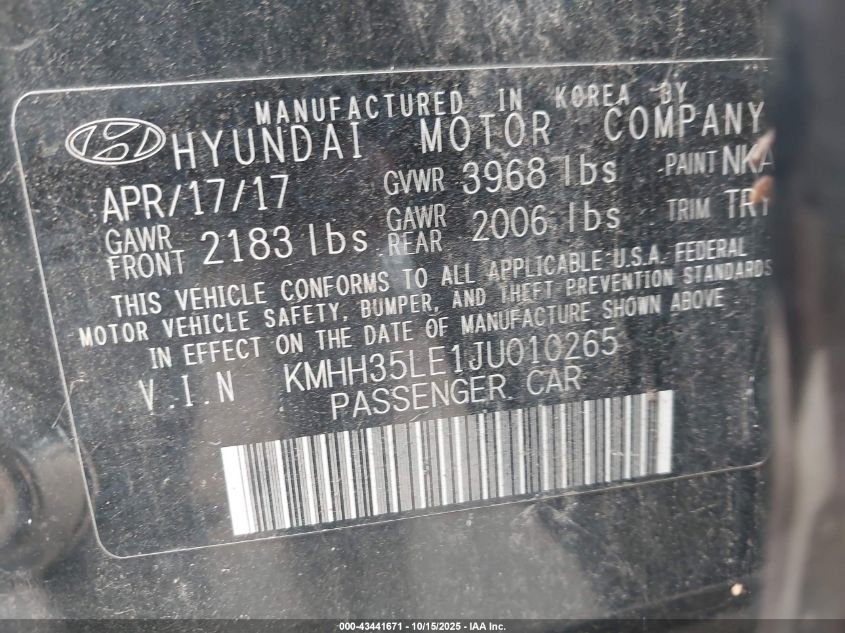 MANUFACTURED IN KOREA BY
HYUNDAI MOTOR COMPANY
APR/17/17 GVWR 3968 lbs PAINT NKA
GAWR FRONT 2183 lbs GAWR REAR 2006 lbs TRIM
THIS VEHICLE CONFORMS TO ALL APPLICABLE U.S.A. FEDERAL
MOTOR VEHICLE SAFETY, BUMPER, AND THEFT PREVENTION STANDARDS
IN EFFECT ON THE DATE OF MANUFACTURE SHOWN ABOVE
V.I.N KMHH35LE1JU010265
PASSENGER CAR
000-43441671 - 10/15/2025 - IAA Inc.